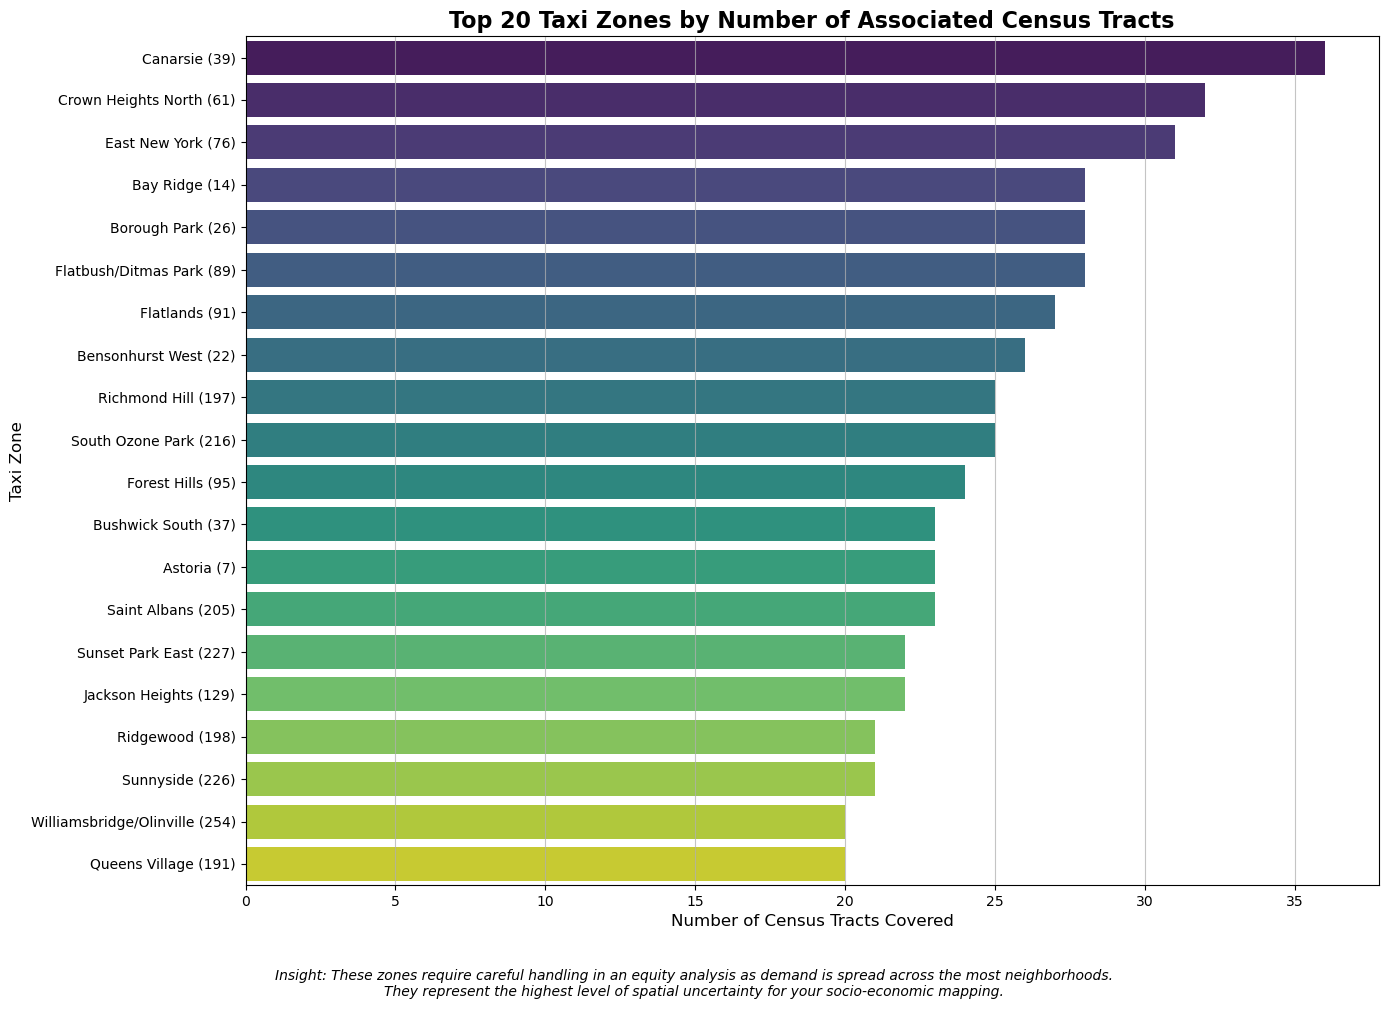 Top 20 Taxi Zones by Number of Associated Census Tracts
Taxi Zone
Canarsie (39)
Crown Heights North (61)
East New York (76)
Bay Ridge (14)
Borough Park (26)
Flatbush/Ditmas Park (89)
Flatlands (91)
Bensonhurst West (22)
Richmond Hill (197)
South Ozone Park (216)
Forest Hills (95)
Bushwick South (37)
Astoria (7)
Saint Albans (205)
Sunset Park East (227)
Jackson Heights (129)
Ridgewood (198)
Sunnyside (226)
Williamsbridge/Olinville (254)
Queens Village (191)
0 5 10 15 20 25 30 35
Number of Census Tracts Covered
Insight: These zones require careful handling in an equity analysis as demand is spread across the most neighborhoods.
They represent the highest level of spatial uncertainty for your socio-economic mapping.